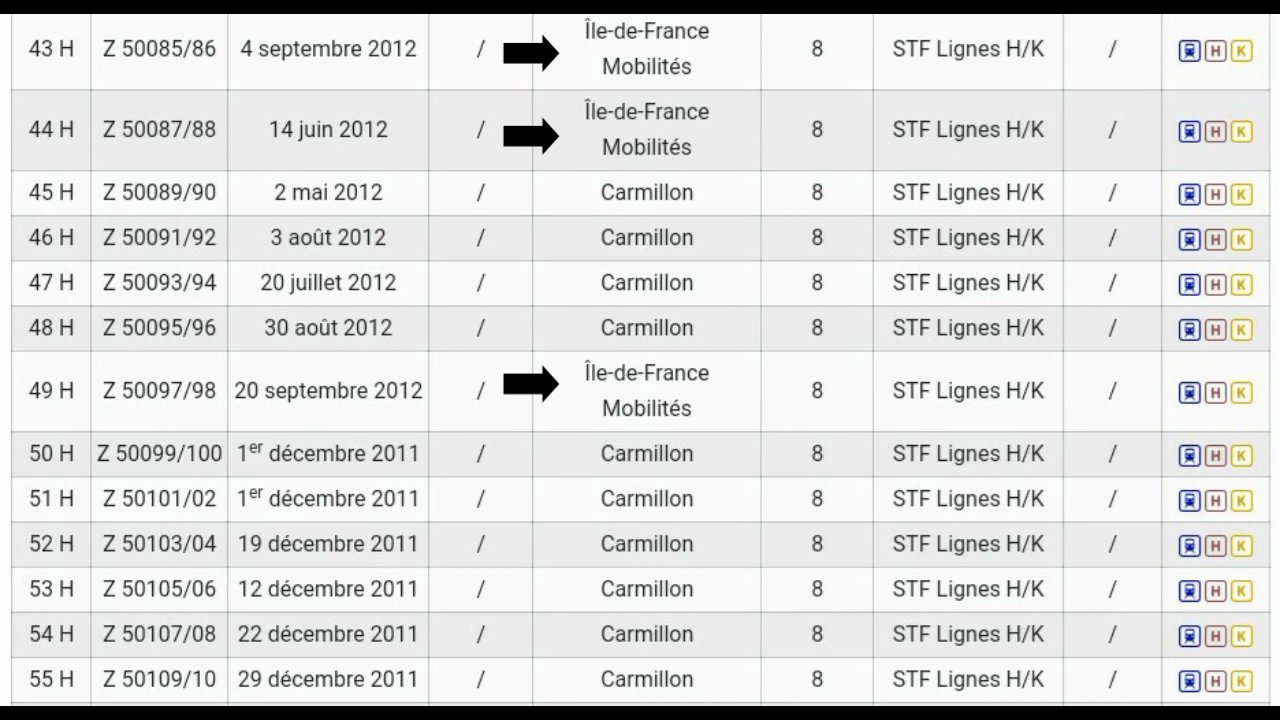 43 H Z 50085/86 4 septembre 2012 / Île-de-France Mobilités 8 STF Lignes H/K / H K
44 H Z 50087/88 14 juin 2012 / Île-de-France Mobilités 8 STF Lignes H/K / H K
45 H Z 50089/90 2 mai 2012 / Carmillon 8 STF Lignes H/K / H K
46 H Z 50091/92 3 août 2012 / Carmillon 8 STF Lignes H/K / H K
47 H Z 50093/94 20 juillet 2012 / Carmillon 8 STF Lignes H/K / H K
48 H Z 50095/96 30 août 2012 / Carmillon 8 STF Lignes H/K / H K
49 H Z 50097/98 20 septembre 2012 / Île-de-France Mobilités 8 STF Lignes H/K / H K
50 H Z 50099/100 1er décembre 2011 / Carmillon 8 STF Lignes H/K / H K
51 H Z 50101/02 1er décembre 2011 / Carmillon 8 STF Lignes H/K / H K
52 H Z 50103/04 19 décembre 2011 / Carmillon 8 STF Lignes H/K / H K
53 H Z 50105/06 12 décembre 2011 / Carmillon 8 STF Lignes H/K / H K
54 H Z 50107/08 22 décembre 2011 / Carmillon 8 STF Lignes H/K / H K
55 H Z 50109/10 29 décembre 2011 / Carmillon 8 STF Lignes H/K / H K